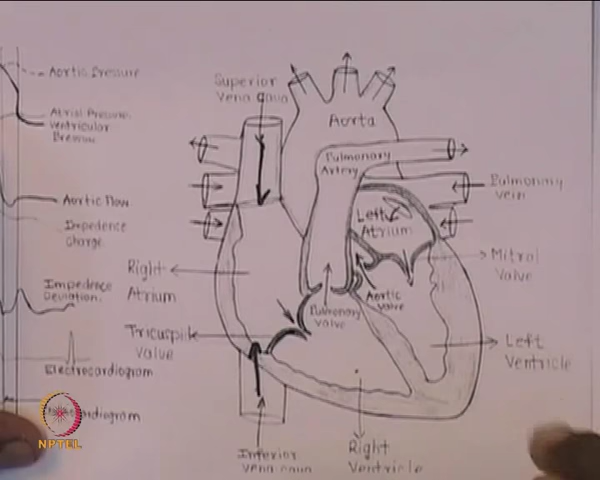 Aortic Pressure
Atrial Pressure
Ventricular
Pressure
Aortic Flow
Impedence
Charge
Impedence
Deviation.
Electrocardiogram
cardiogram
Superior
Vena cava
Aorta
Pulmonary
Artery
Pulmonary
vein
Left
Atrium
Mitral
Valve
Right
Atrium
Aortic
valve
Pulmonary
Valve
Tricuspid
valve
Left
Ventricle
Inferior
vena cava
Right
Ventricle
NPTEL